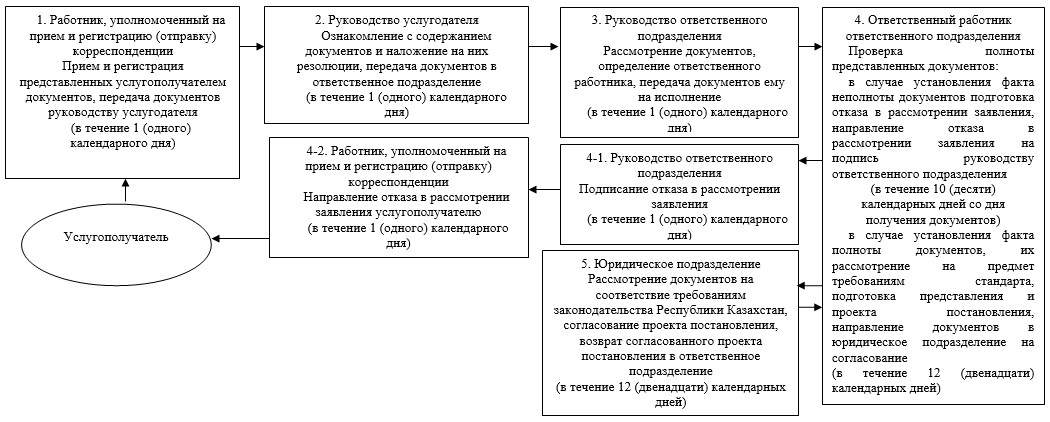 1. Работник, уполномоченный на
прием и регистрацию (отправку)
корреспонденции
Прием и регистрация
представленных услугополучателем
документов, передача документов
руководству услугодателя
(в течение 1 (одного)
календарного дня)
2. Руководство услугодателя
Ознакомление с содержанием
документов и наложение на них
резолюции, передача документов в
ответственное подразделение
(в течение 1 (одного) календарного
дня)
3. Руководство ответственного
подразделения
Рассмотрение документов,
определение ответственного
работника, передача документов ему
на исполнение
(в течение 1 (одного) календарного
дня)
4. Ответственный работник
ответственного подразделения
Проверка полноты
представленных документов:
в случае установления факта
неполноты документов подготовка
отказа в рассмотрении заявления,
направление отказа в
рассмотрении заявления на
подпись руководству
ответственного подразделения
(в течение 10 (десяти)
календарных дней со дня
получения документов)
в случае установления факта
полноты документов, их
рассмотрение на предмет
требованиям стандарта,
подготовка представления и
проекта постановления,
направление документов в
юридическое подразделение на
согласование
(в течение 12 (двенадцати)
календарных дней)
4-1. Руководство ответственного
подразделения
Подписание отказа в рассмотрении
заявления
(в течение 1 (одного) календарного
дня)
4-2. Работник, уполномоченный на
прием и регистрацию (отправку)
корреспонденции
Направление отказа в рассмотрении
заявления услугополучателю
(в течение 1 (одного) календарного
дня)
Услугополучатель
5. Юридическое подразделение
Рассмотрение документов на
соответствие требованиям
законодательства Республики Казахстан,
согласование проекта постановления,
возврат согласованного проекта
постановления в ответственное
подразделение
(в течение 12 (двенадцати) календарных
дней)